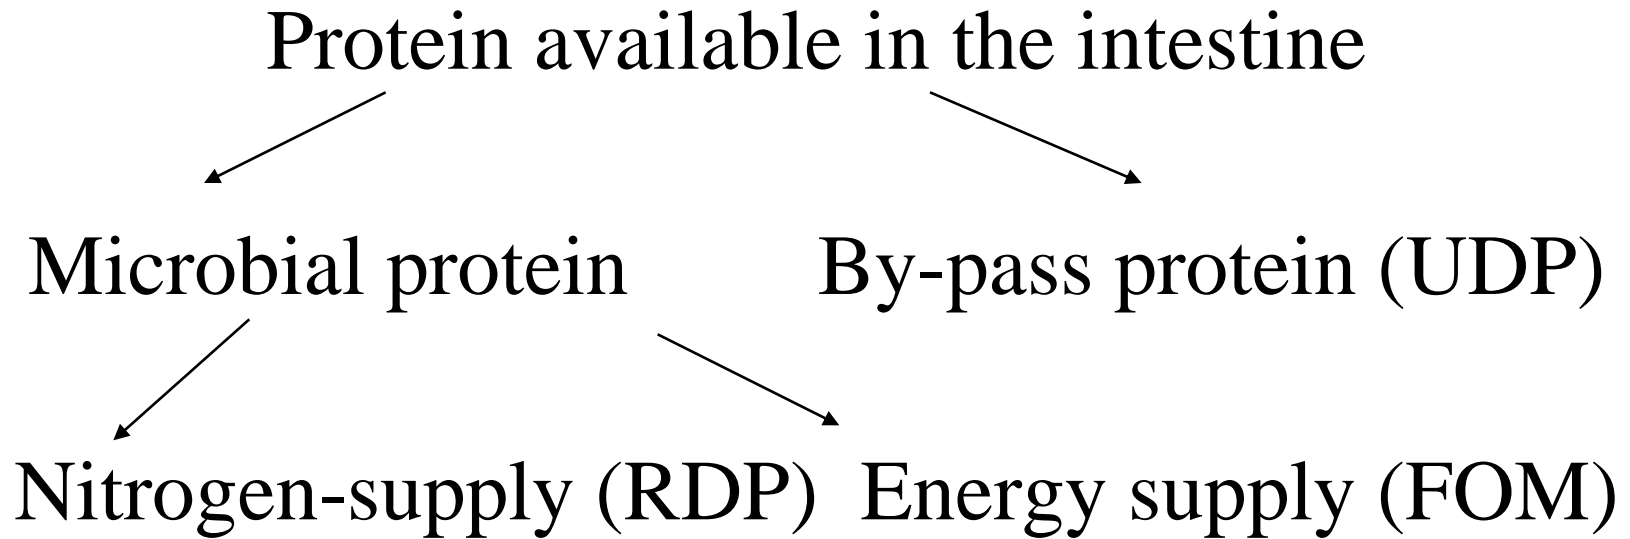 Protein available in the intestine
Microbial protein By-pass protein (UDP)
Nitrogen-supply (RDP) Energy supply (FOM)